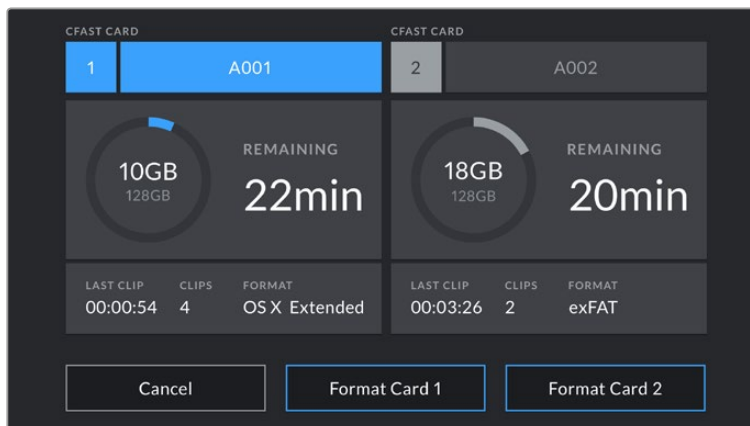 CFAST CARD
1 A001
10GB
128GB
REMAINING
22min
LAST CLIP CLIPS FORMAT
00:00:54 4 OS X Extended
CFAST CARD
2 A002
18GB
128GB
REMAINING
20min
LAST CLIP CLIPS FORMAT
00:03:26 2 exFAT
Cancel Format Card 1 Format Card 2